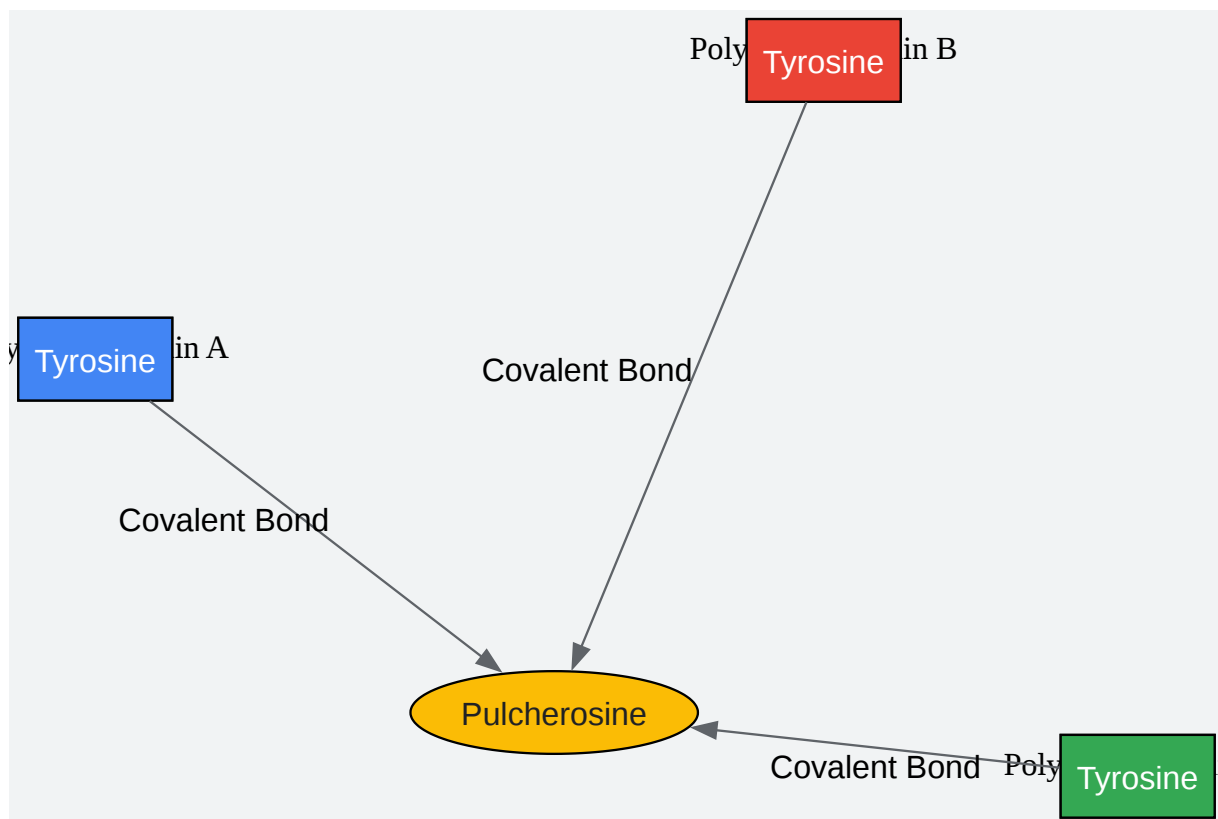 Poly Tyrosine in B
Tyrosine in A
Covalent Bond
Covalent Bond
Pulcherosine
Covalent Bond
Poly Tyrosine